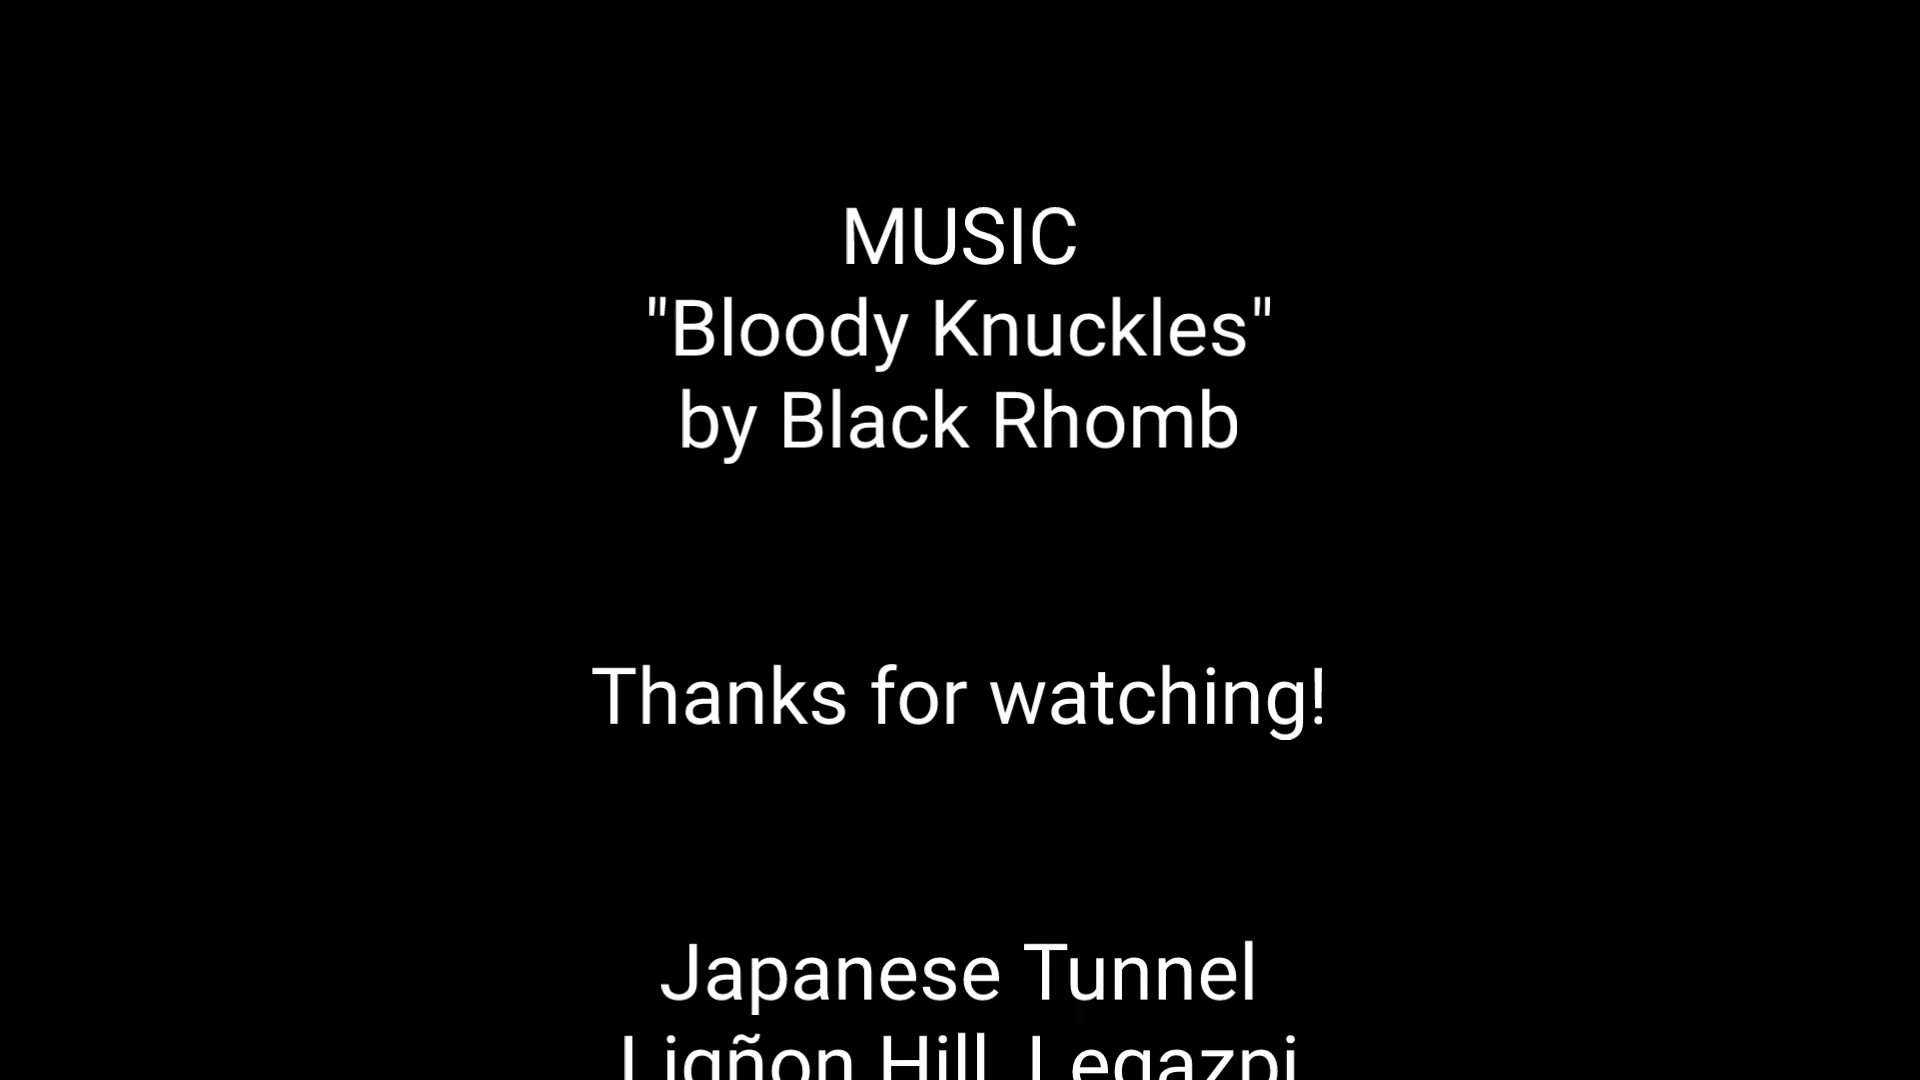 MUSIC
"Bloody Knuckles"
by Black Rhomb
Thanks for watching!
Japanese Tunnel
Ligñon Hill, Legazpi